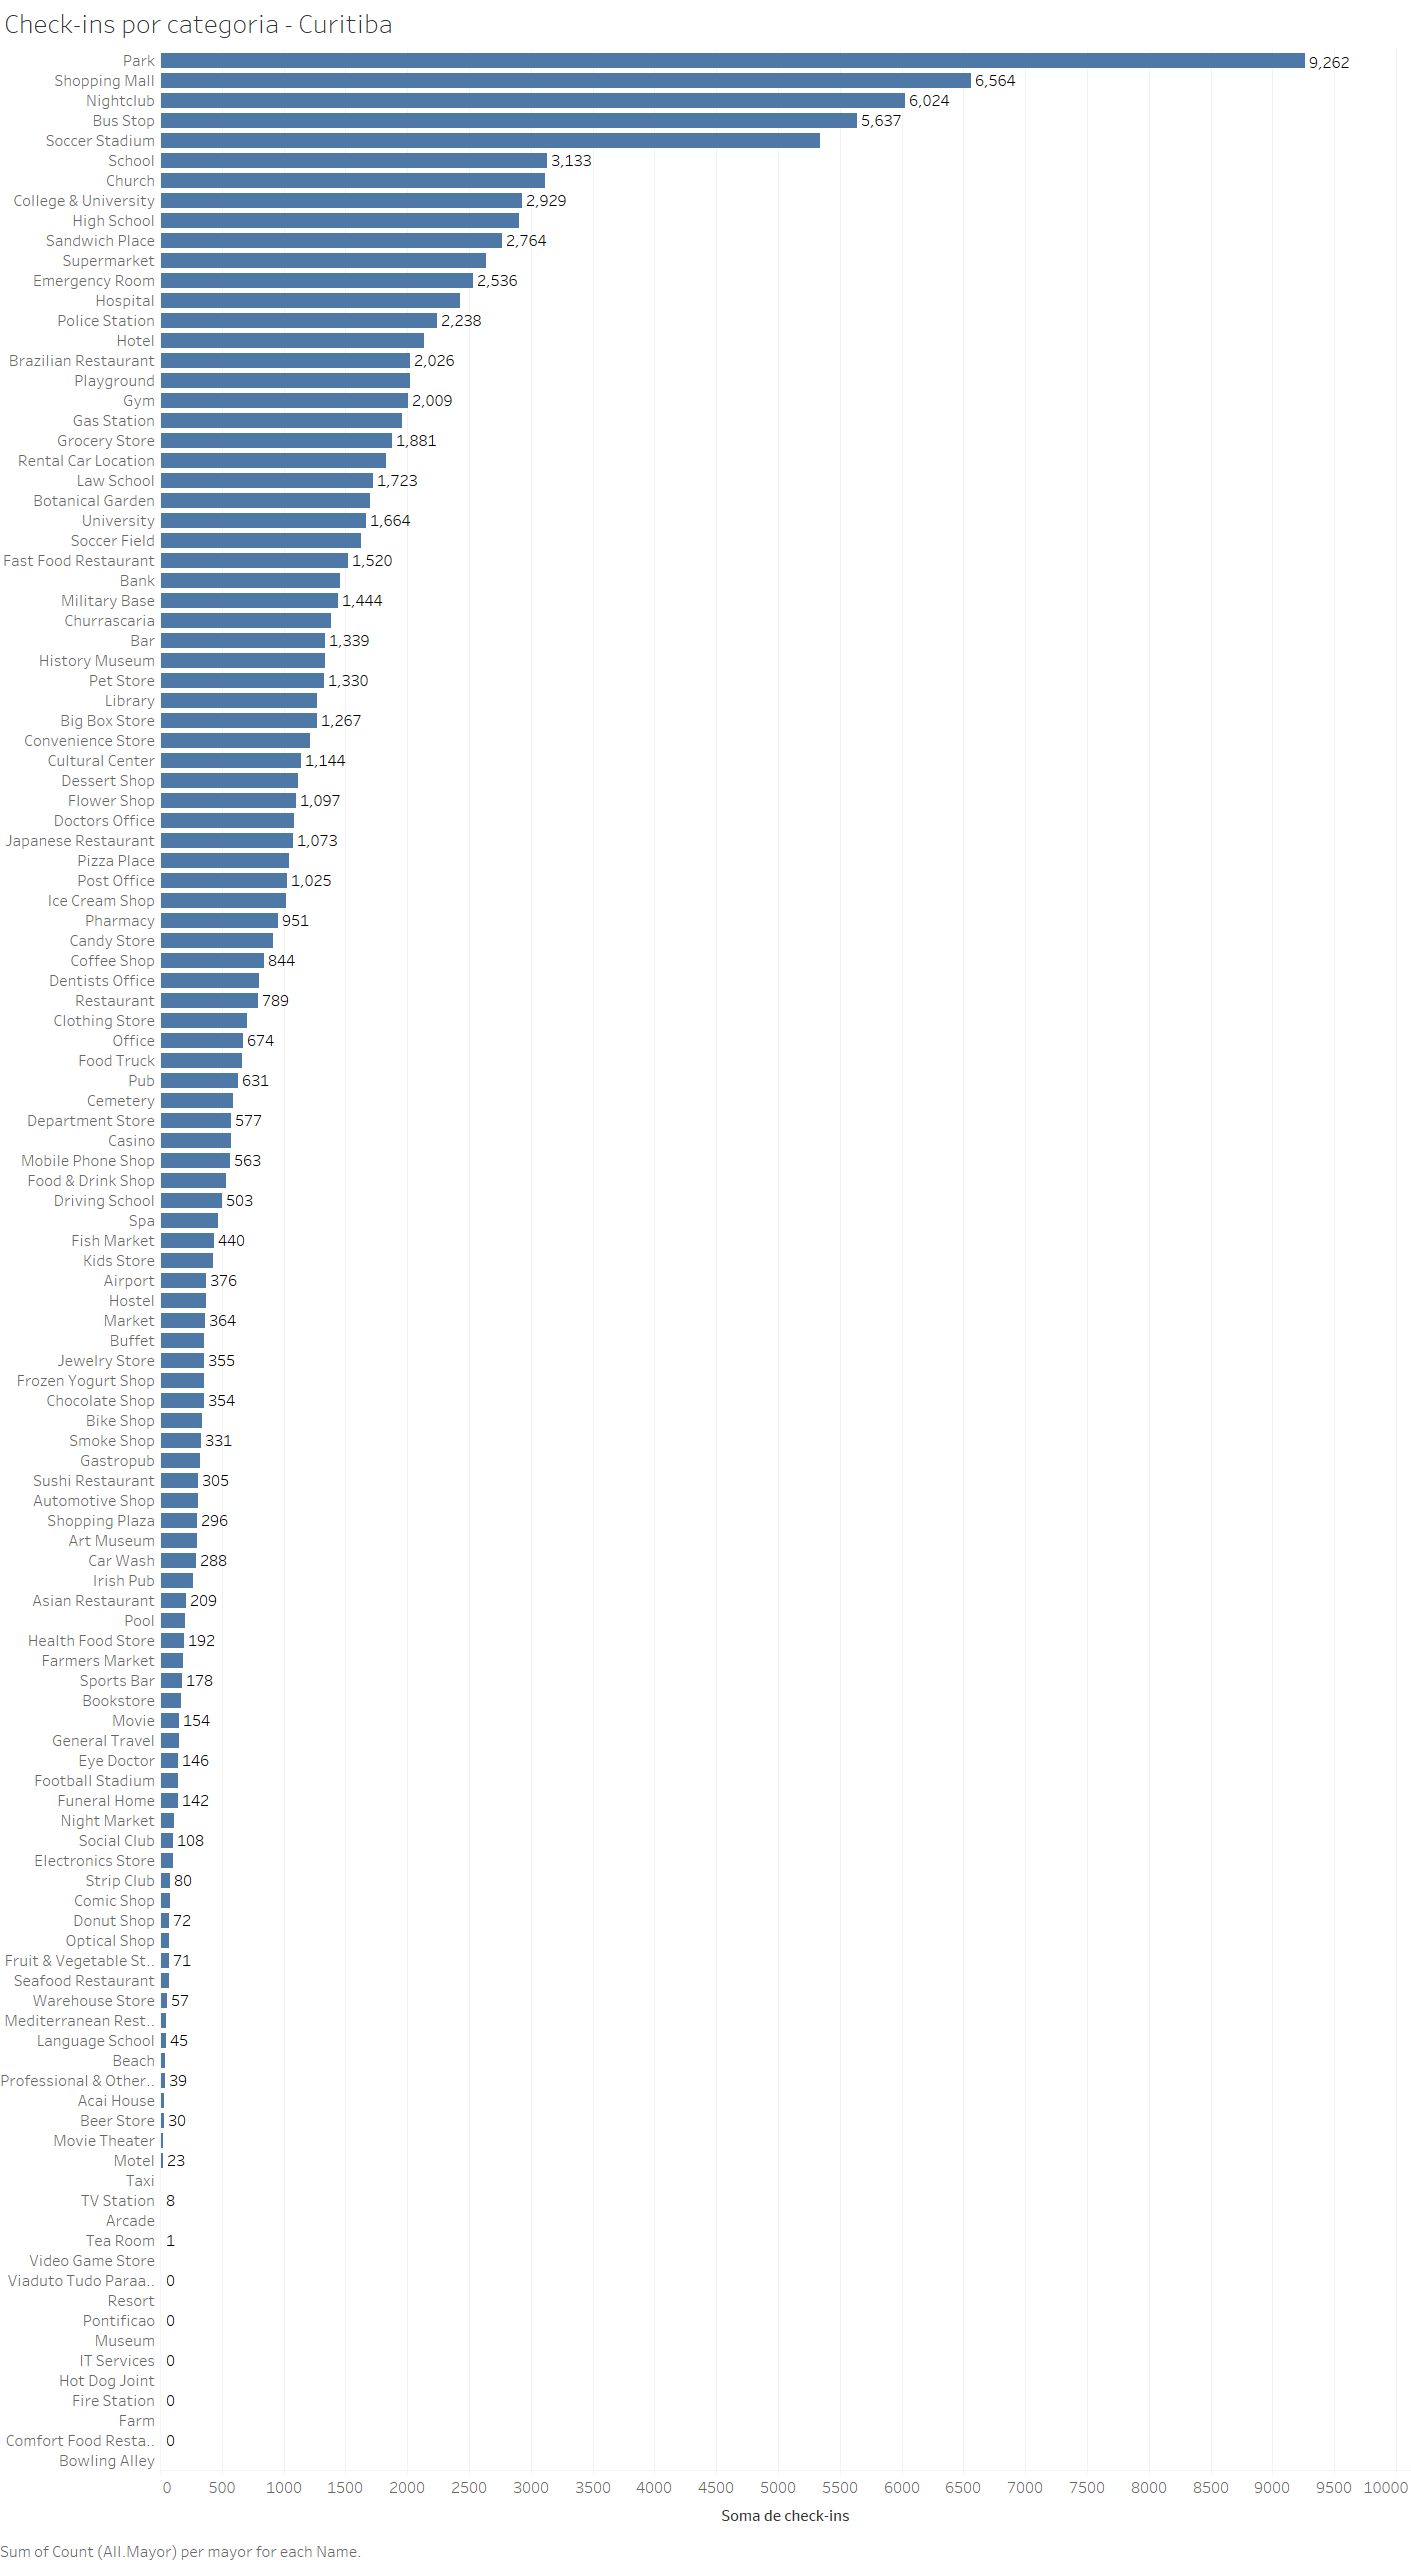 Check-ins por categoria - Curitiba
Park 9,262
Shopping Mall 6,564
Nightclub 6,024
Bus Stop 5,637
Soccer Stadium
School 3,133
Church
College & University 2,929
High School
Sandwich Place 2,764
Supermarket
Emergency Room 2,536
Hospital
Police Station 2,238
Hotel
Brazilian Restaurant 2,026
Playground
Gym 2,009
Gas Station
Grocery Store 1,881
Rental Car Location
Law School 1,723
Botanical Garden
University 1,664
Soccer Field
Fast Food Restaurant 1,520
Bank
Military Base 1,444
Churrascaria
Bar 1,339
History Museum
Pet Store 1,330
Library
Big Box Store 1,267
Convenience Store
Cultural Center 1,144
Dessert Shop
Flower Shop 1,097
Doctors Office
Japanese Restaurant 1,073
Pizza Place
Post Office 1,025
Ice Cream Shop
Pharmacy 951
Candy Store
Coffee Shop 844
Dentists Office
Restaurant 789
Clothing Store
Office 674
Food Truck
Pub 631
Cemetery
Department Store 577
Casino
Mobile Phone Shop 563
Food & Drink Shop
Driving School 503
Spa
Fish Market 440
Kids Store
Airport 376
Hostel
Market 364
Buffet
Jewelry Store 355
Frozen Yogurt Shop
Chocolate Shop 354
Bike Shop
Smoke Shop 331
Gastropub
Sushi Restaurant 305
Automotive Shop
Shopping Plaza 296
Art Museum
Car Wash 288
Irish Pub
Asian Restaurant 209
Pool
Health Food Store 192
Farmers Market
Sports Bar 178
Bookstore
Movie 154
General Travel
Eye Doctor 146
Football Stadium
Funeral Home 142
Night Market
Social Club 108
Electronics Store
Strip Club 80
Comic Shop
Donut Shop 72
Optical Shop
Fruit & Vegetable St.. 71
Seafood Restaurant
Warehouse Store 57
Mediterranean Rest..
Language School 45
Beach
Professional & Other.. 39
Acai House
Beer Store 30
Movie Theater
Motel 23
Taxi
TV Station 8
Arcade
Tea Room 1
Video Game Store
Viaduto Tudo Paraa.. 0
Resort
Pontificao 0
Museum
IT Services 0
Hot Dog Joint
Fire Station 0
Farm
Comfort Food Resta.. 0
Bowling Alley
0 500 1000 1500 2000 2500 3000 3500 4000 4500 5000 5500 6000 6500 7000 7500 8000 8500 9000 9500 10000
Soma de check-ins
Sum of Count (All.Mayor) per mayor for each Name.